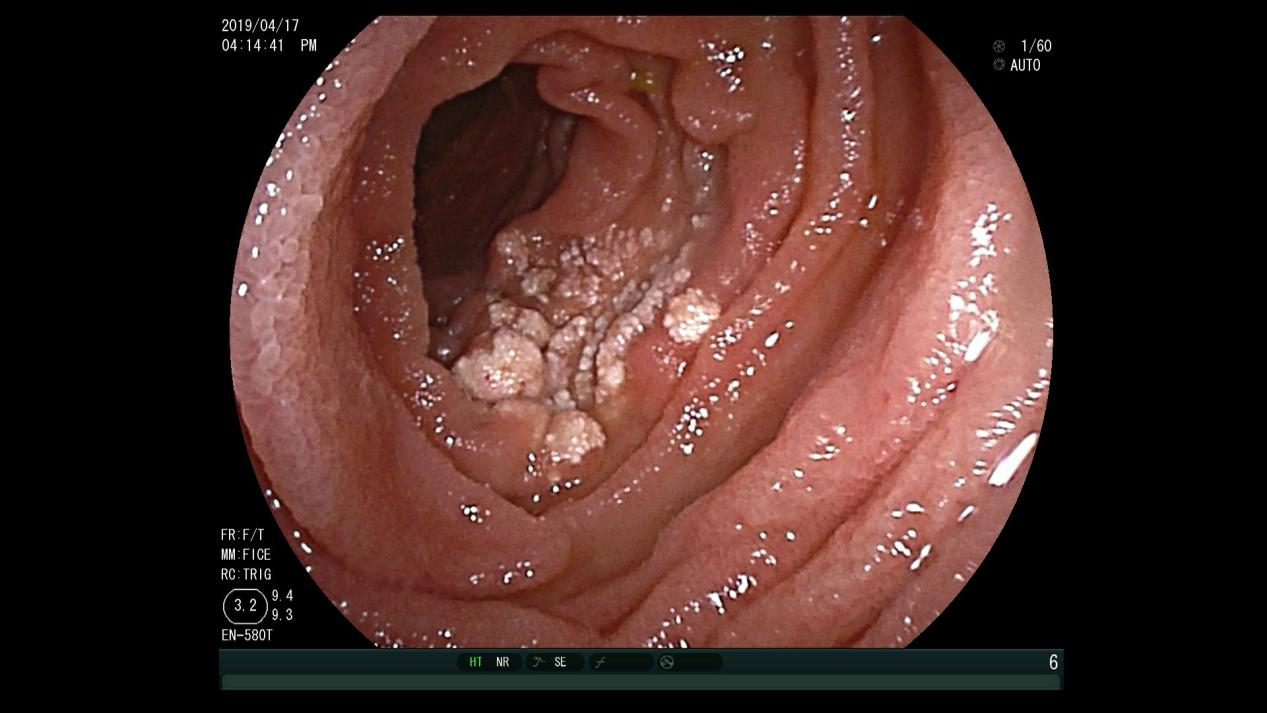 2019/04/17
04:14:41 PM
1/60
AUTO
FR:F/T
MM:FICE
RC:TRIG
3.2 9.4
9.3
EN-580T
HT NR SE
6